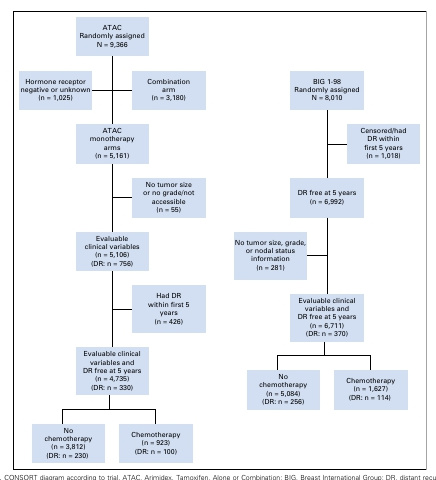 ATAC
Randomly assigned
N = 9,366
Hormone receptor
negative or unknown
(n = 1,025)
Combination
arm
(n = 3,180)
ATAC
monotherapy
arms
(n = 5,161)
No tumor size
or no grade/not
accessible
(n = 55)
Evaluable
clinical variables
(n = 5,106)
(DR: n = 756)
Had DR
within first 5
years
(n = 426)
Evaluable clinical
variables and
DR free at 5 years
(n = 4,735)
(DR: n = 330)
No
chemotherapy
(n = 3,812)
(DR: n = 230)
Chemotherapy
(n = 923)
(DR: n = 100)
BIG 1-98
Randomly assigned
N = 8,010
Censored/had
DR within
first 5 years
(n = 1,018)
DR free at 5 years
(n = 6,992)
No tumor size, grade,
or nodal status
information
(n = 281)
Evaluable clinical
variables and
DR free at 5 years
(n = 6,711)
(DR: n = 370)
No
chemotherapy
(n = 5,084)
(DR: n = 256)
Chemotherapy
(n = 1,627)
(DR: n = 114)
. CONSORT diagram according to trial. ATAC, Arimidex, Tamoxifen, Alone or Combination; BIG, Breast International Group; DR, distant recu